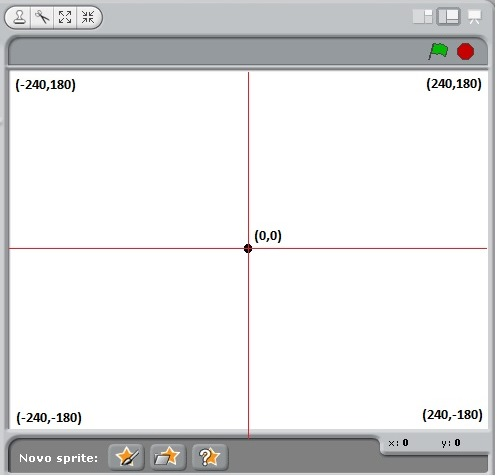 (-240,180)
(240,180)
(0,0)
(-240,-180)
(240,-180)
x: 0 y: 0
Novo sprite: